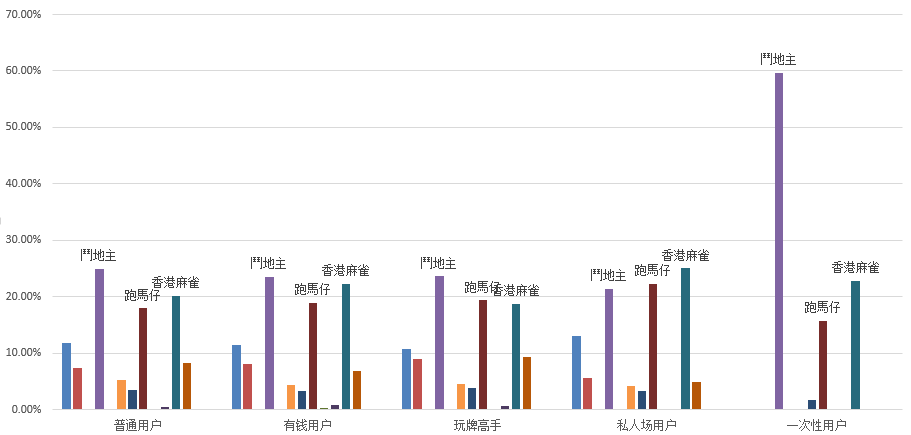 70.00%
60.00%
鬥地主
50.00%
40.00%
30.00%
鬥地主
跑馬仔
香港麻雀
鬥地主
跑馬仔
香港麻雀
鬥地主
跑馬仔
香港麻雀
鬥地主
跑馬仔
香港麻雀
跑馬仔
香港麻雀
20.00%
10.00%
0.00%
普通用户
有钱用户
玩牌高手
私人场用户
一次性用户